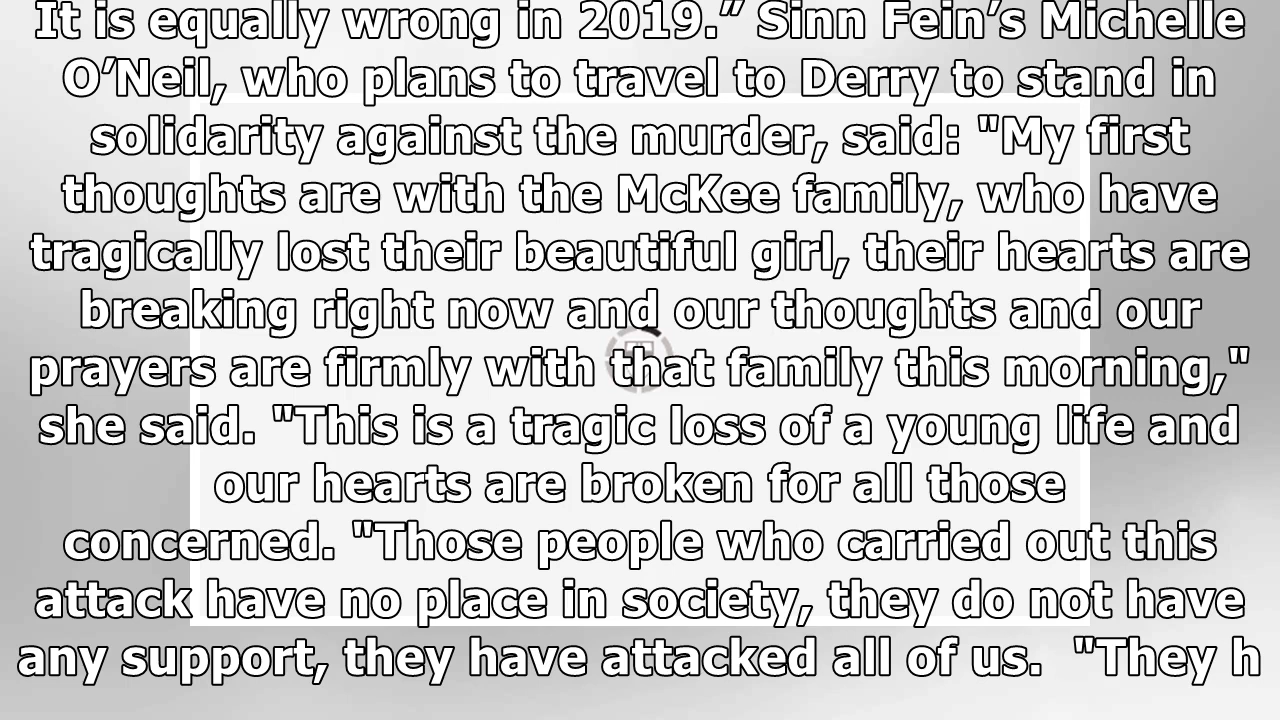 It is equally wrong in 2019.” Sinn Fein’s Michelle
O’Neil, who plans to travel to Derry to stand in
solidarity against the murder, said: "My first
thoughts are with the McKee family, who have
tragically lost their beautiful girl, their hearts are
breaking right now and our thoughts and our
prayers are firmly with that family this morning,"
she said. "This is a tragic loss of a young life and
our hearts are broken for all those
concerned. "Those people who carried out this
attack have no place in society, they do not have
any support, they have attacked all of us.  "They h